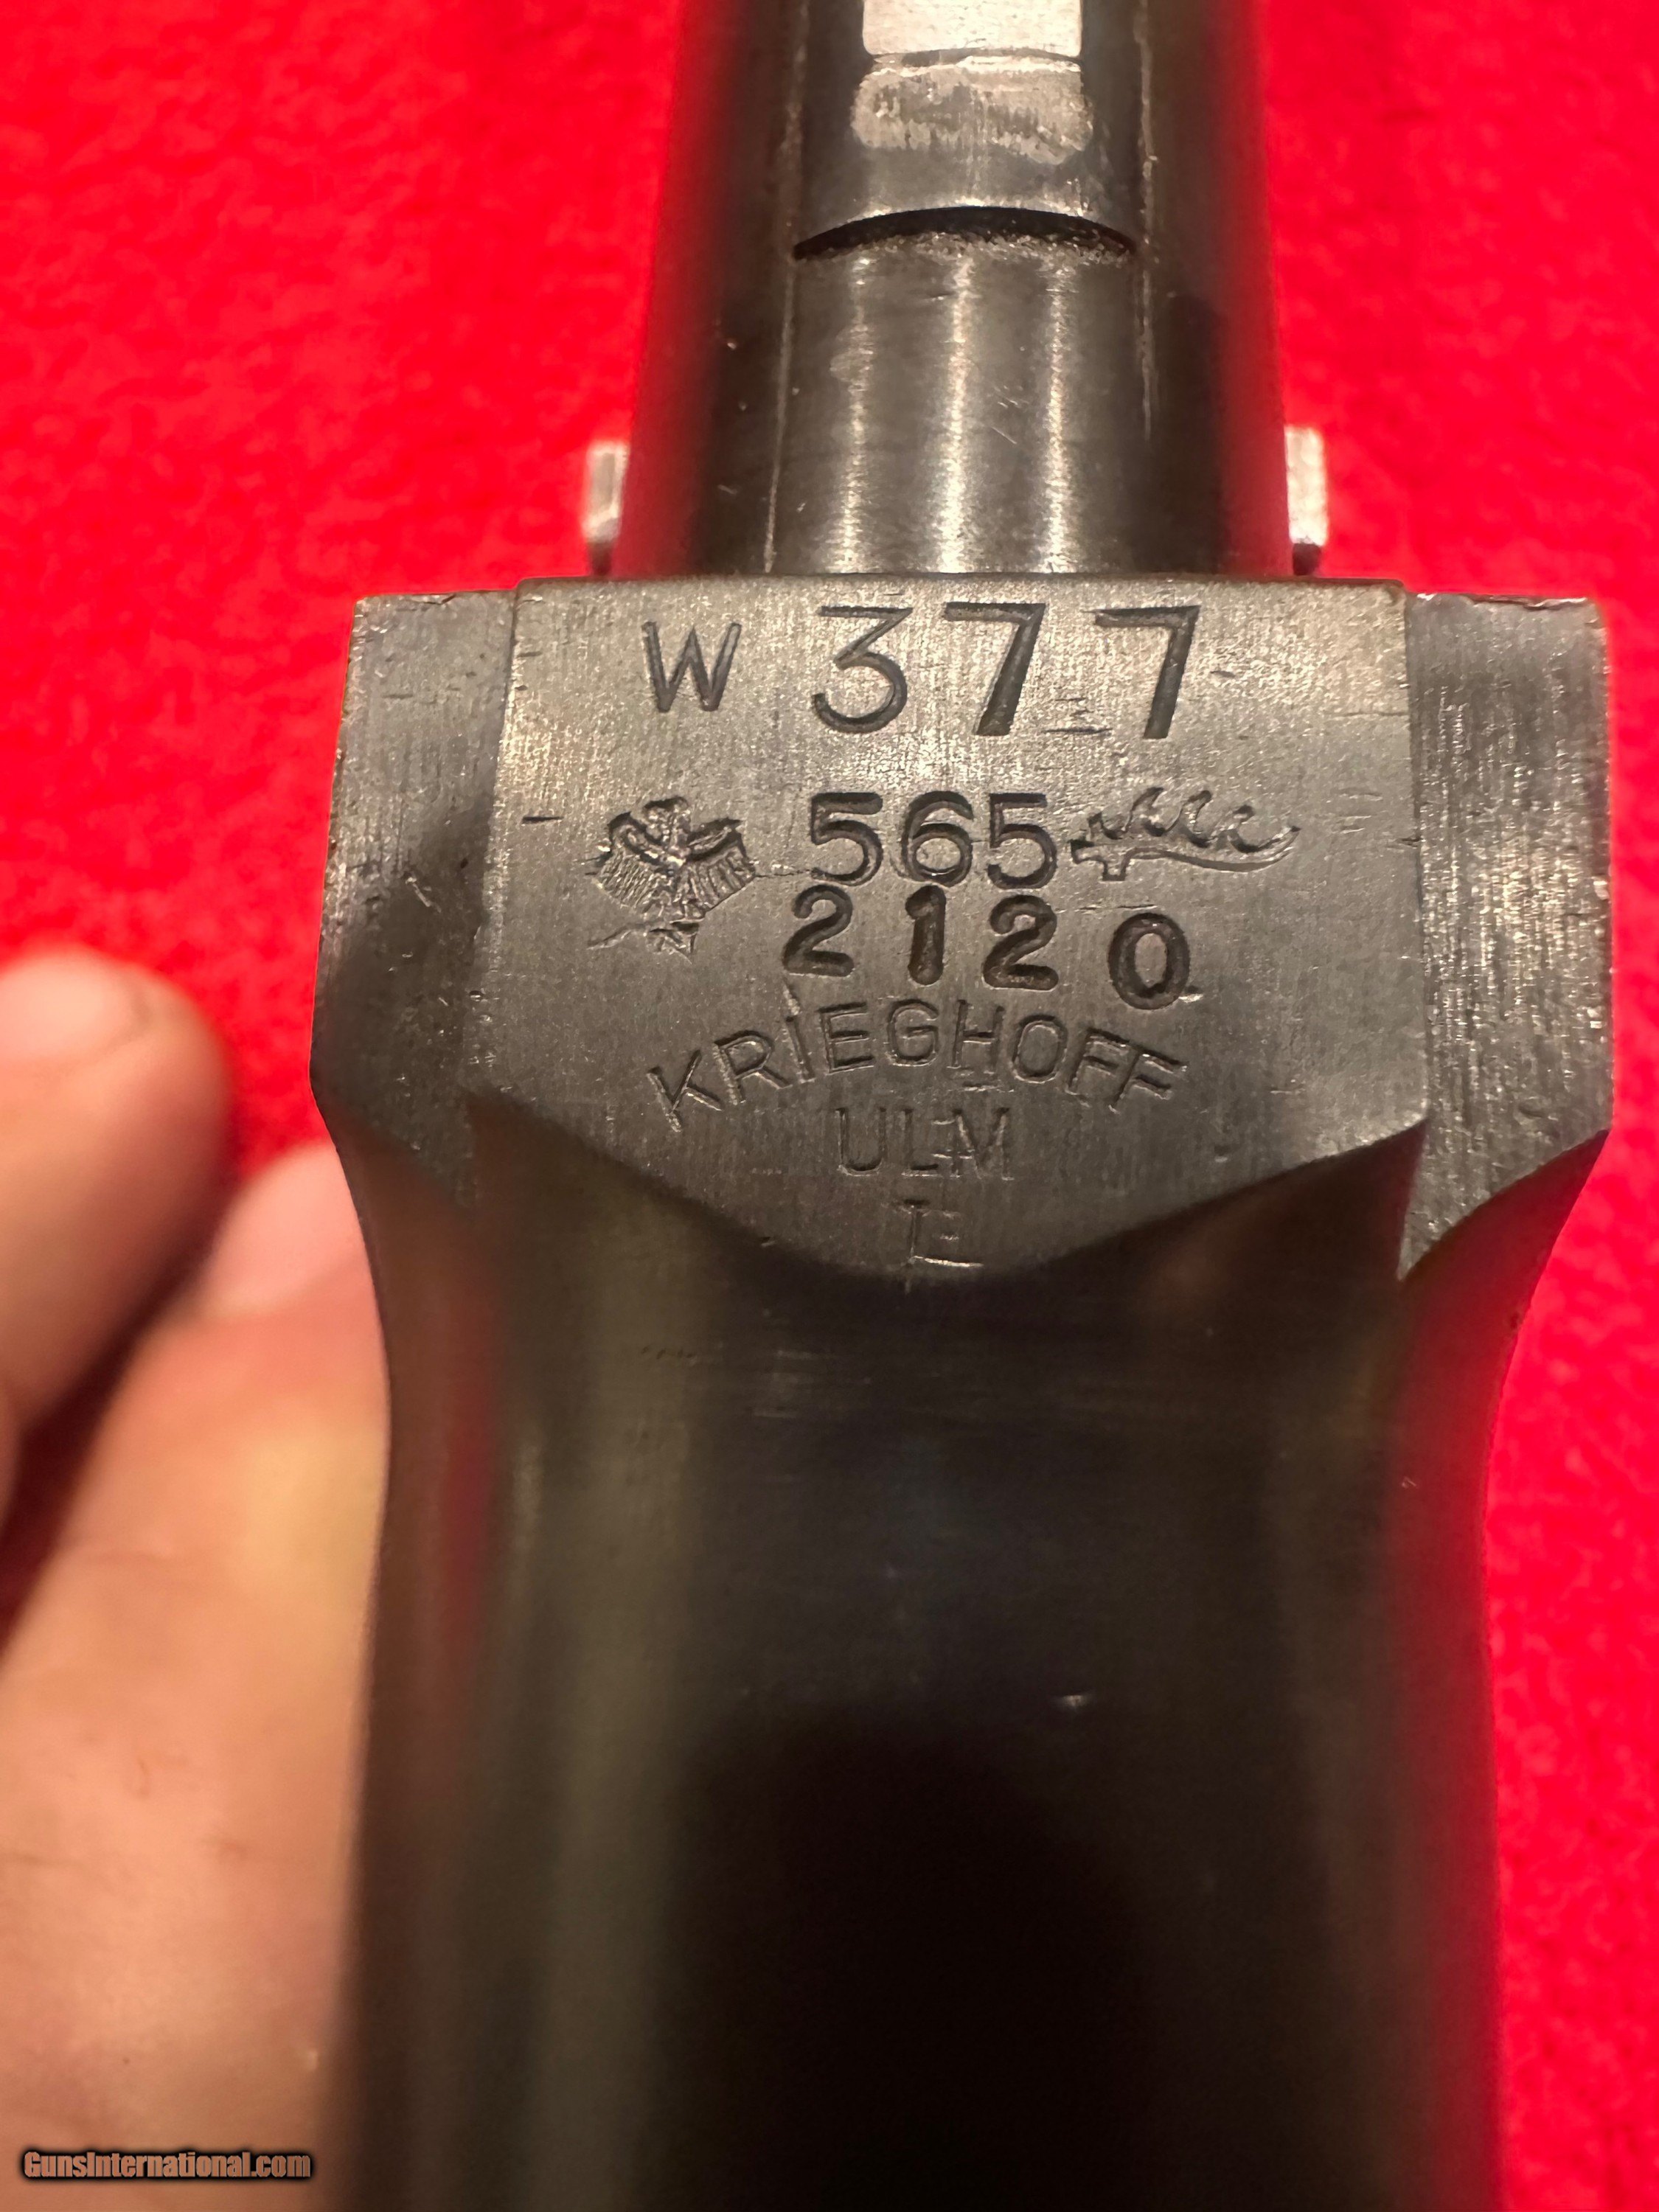 W 377
565
2120
KRIEGHOFF
ULM
L
GunsInternational.com